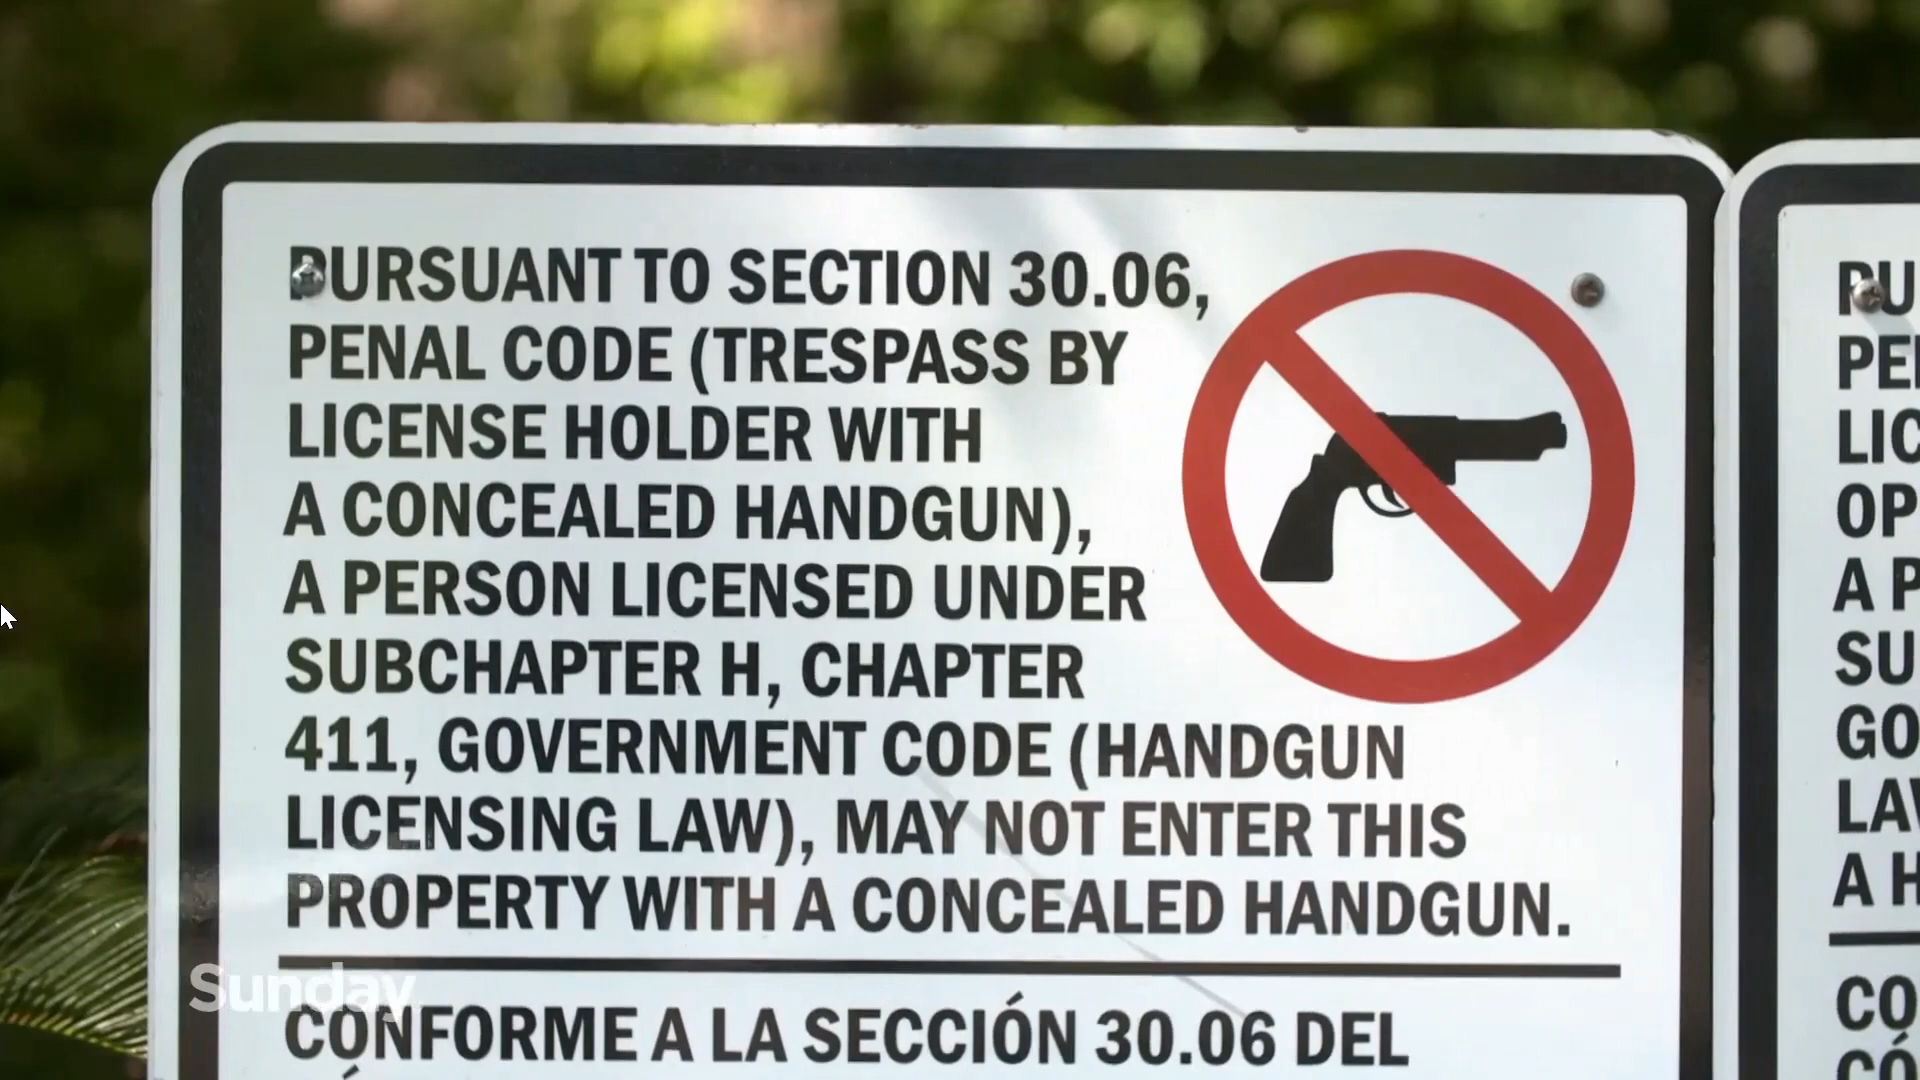 PURSUANT TO SECTION 30.06,
PENAL CODE (TRESPASS BY
LICENSE HOLDER WITH
A CONCEALED HANDGUN),
A PERSON LICENSED UNDER
SUBCHAPTER H, CHAPTER
411, GOVERNMENT CODE (HANDGUN
LICENSING LAW), MAY NOT ENTER THIS
PROPERTY WITH A CONCEALED HANDGUN.
CONFORME A LA SECCIÓN 30.06 DEL
Sunday
A P
A H